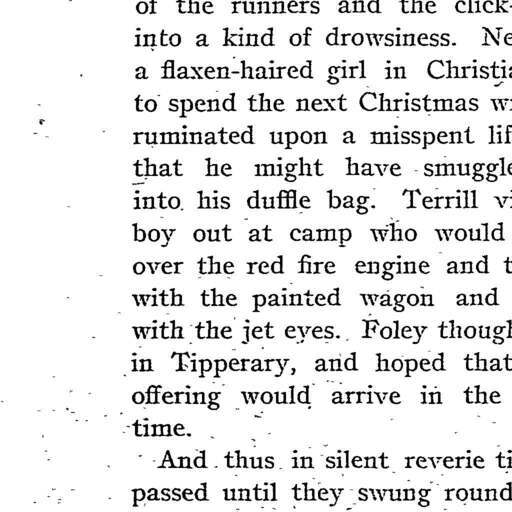 of the runners and the click-
into a kind of drowsiness. Ne
a flaxen-haired girl in Christia
to spend the next Christmas wi
ruminated upon a misspent lif
that he might have smuggle
into his duffle bag. Terrill vi
boy out at camp who would
over the red fire engine and t
with the painted wagon and
with the jet eyes. Foley though
in Tipperary, and hoped that
offering would arrive in the
time.
And thus in silent reverie ti
passed until they swung round